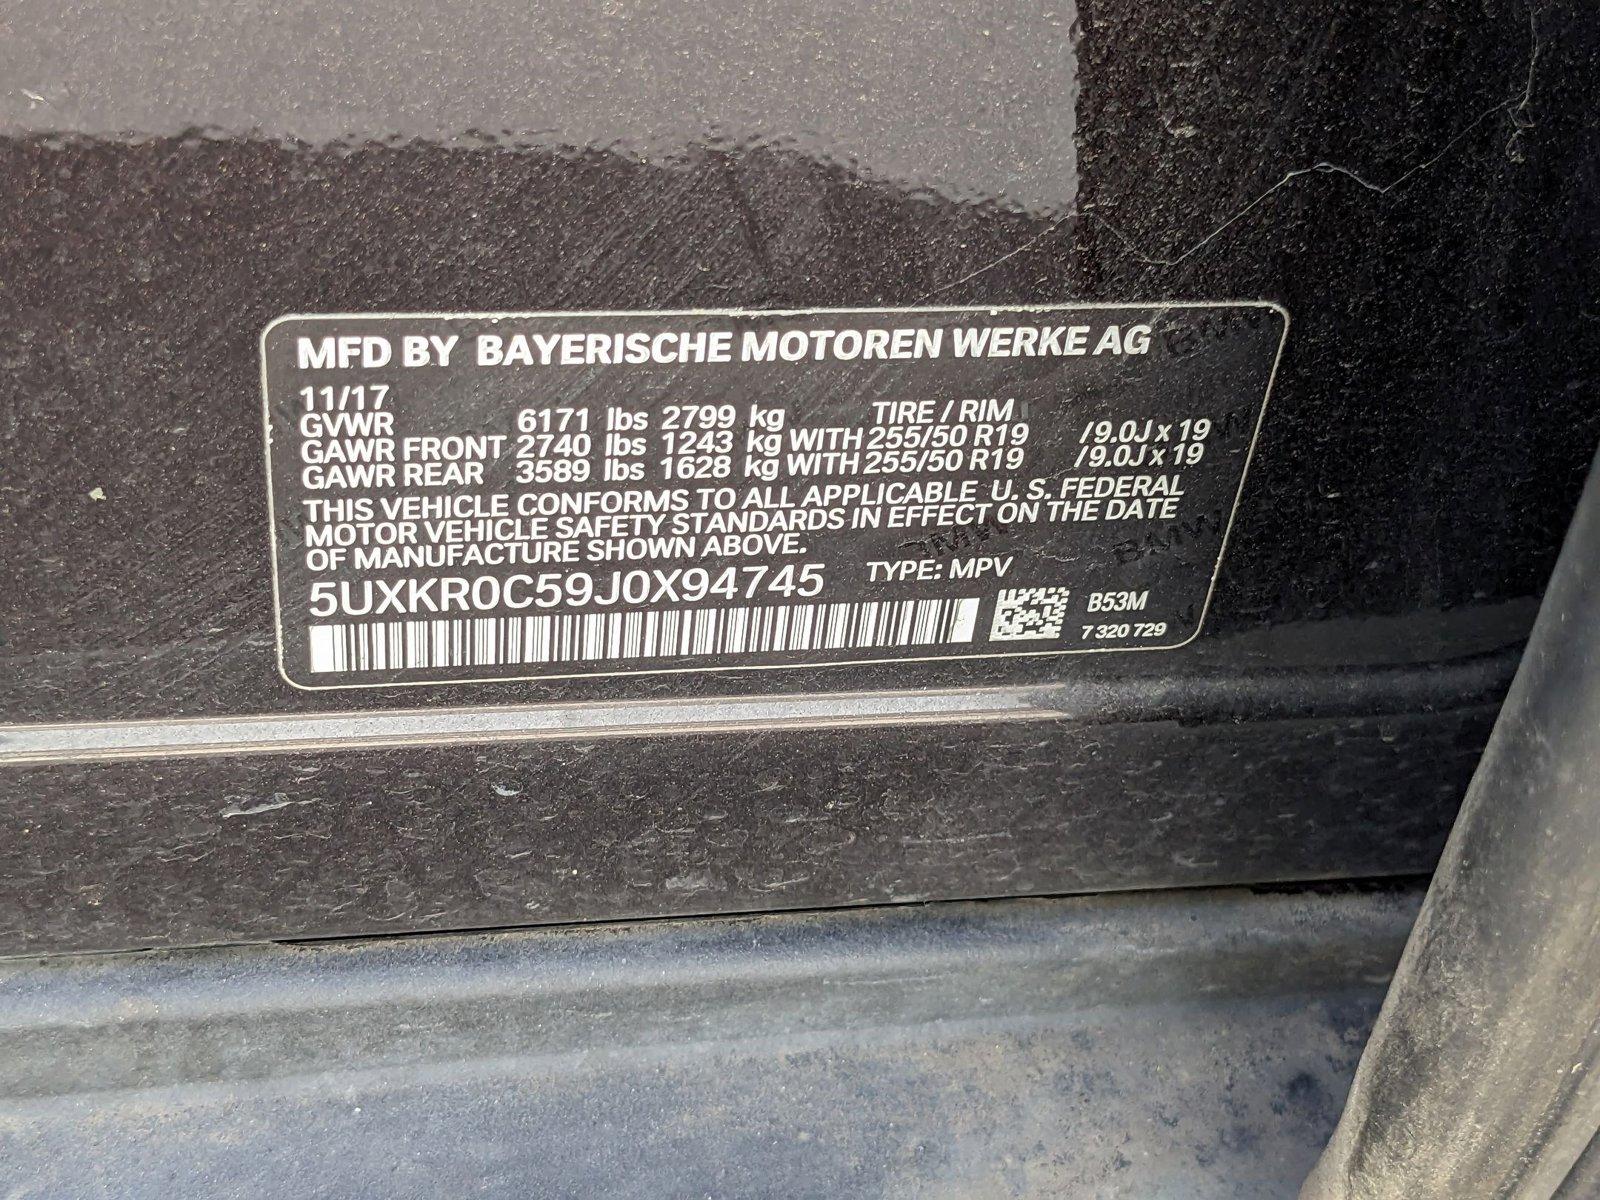 MFD BY BAYERISCHE MOTOREN WERKE AG
11/17
GVWR 6171 lbs 2799 kg TIRE / RIM
GAWR FRONT 2740 lbs 1243 kg WITH 255/50 R19 /9.0J x 19
GAWR REAR 3589 lbs 1628 kg WITH 255/50 R19 /9.0J x 19
THIS VEHICLE CONFORMS TO ALL APPLICABLE U. S. FEDERAL
MOTOR VEHICLE SAFETY STANDARDS IN EFFECT ON THE DATE
OF MANUFACTURE SHOWN ABOVE.
5UXKR0C59J0X94745 TYPE: MPV
B53M
7 320 729